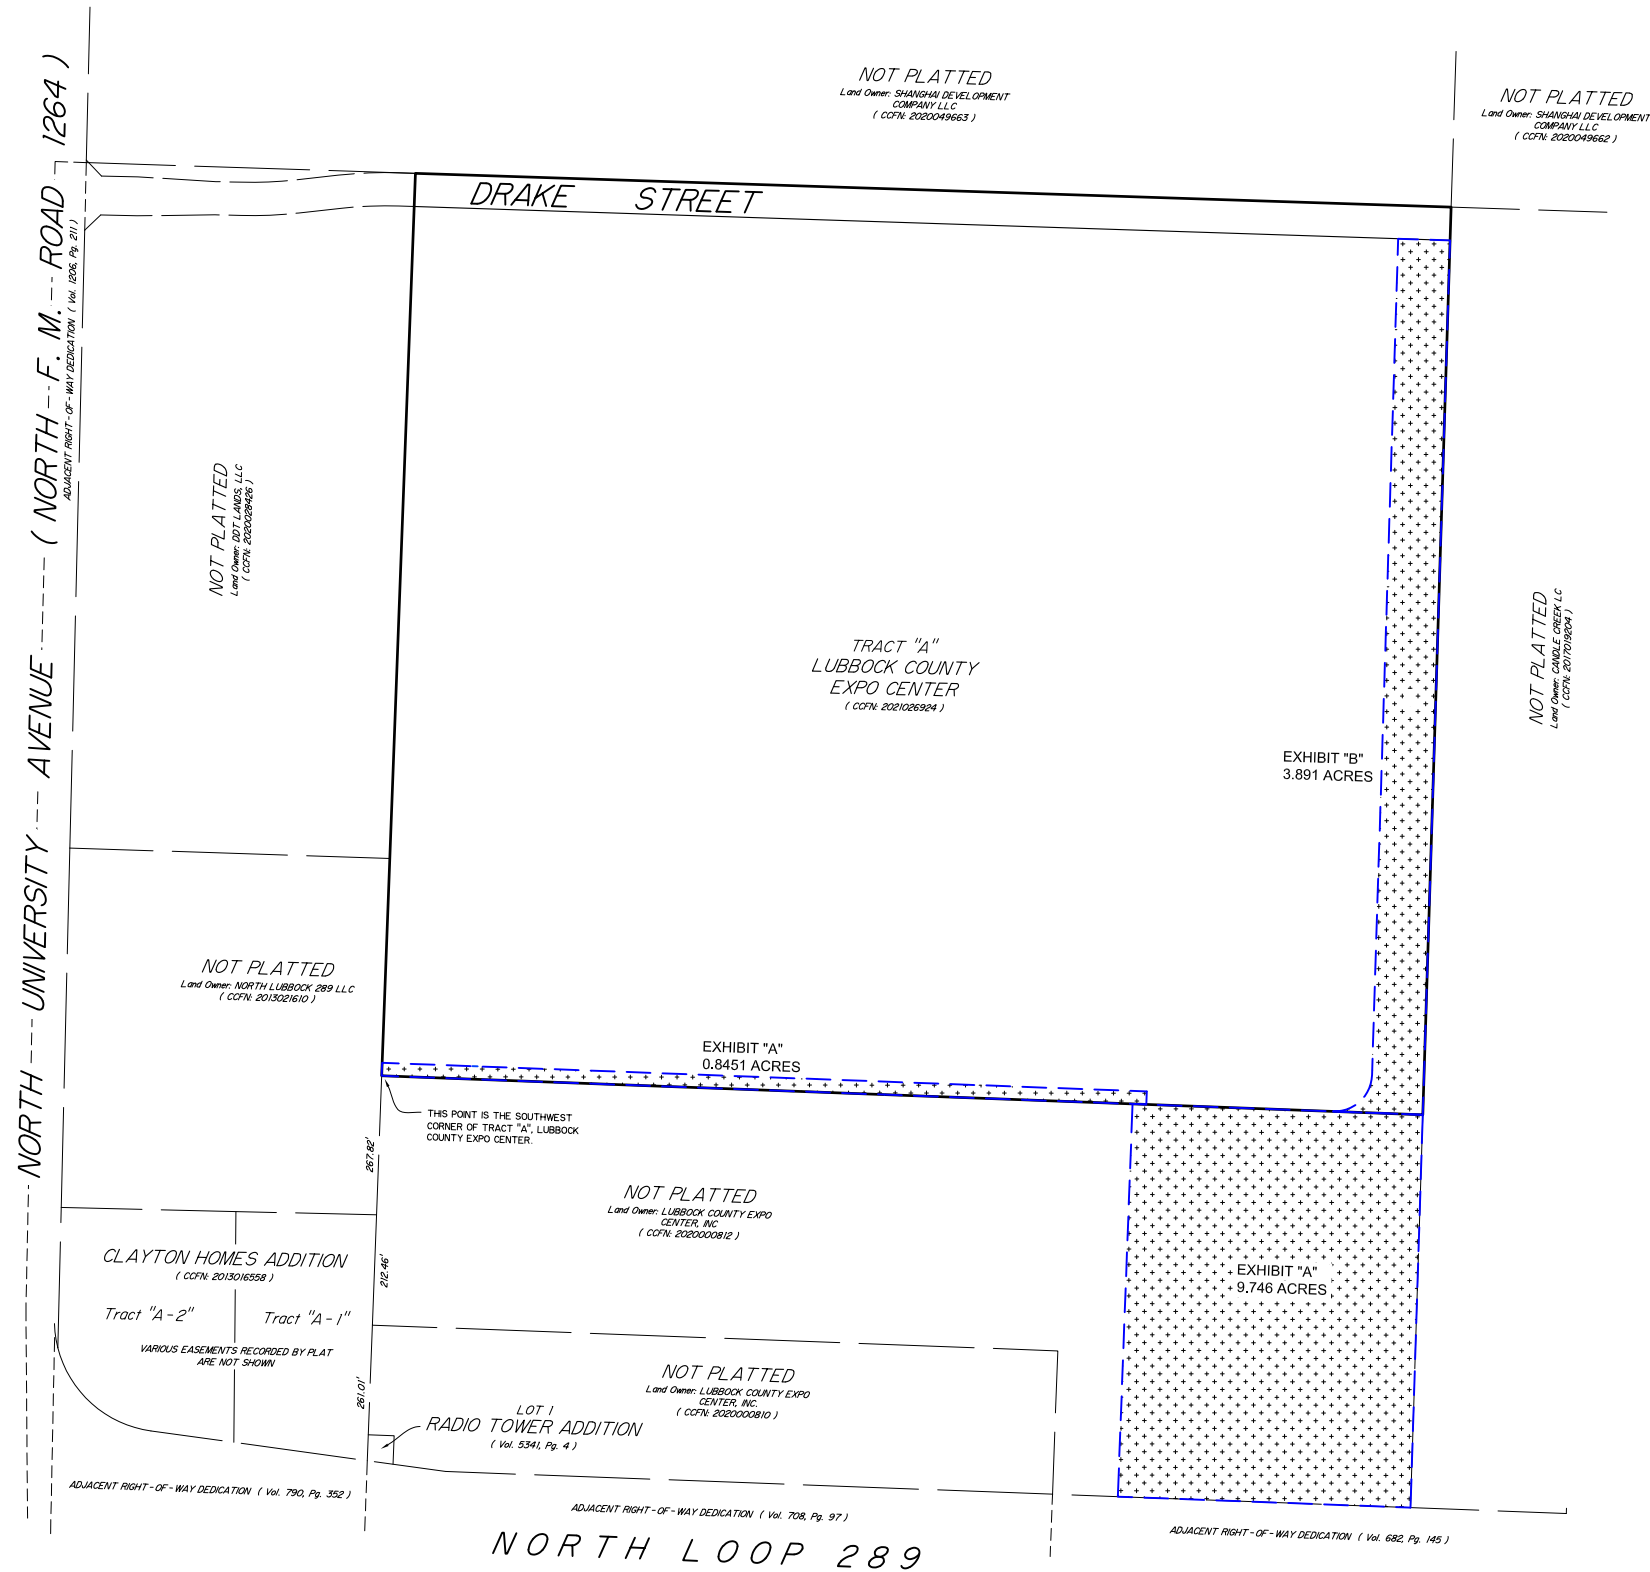 NOT PLATTED
Land Owner: SHANGHAI DEVELOPMENT
COMPANY LLC
( CCFN: 2020049663 )
NOT PLATTED
Land Owner: SHANGHAI DEVELOPMENT
COMPANY LLC
( CCFN: 2020049662 )
DRAKE STREET
NORTH UNIVERSITY AVENUE ( NORTH F. M. ROAD 1264 )
ADJACENT RIGHT-OF-WAY DEDICATION ( Vol. 1206, Pg. 211 )
NOT PLATTED
Land Owner: DDT LANDS, LLC
( CCFN: 2020028426 )
TRACT "A"
LUBBOCK COUNTY
EXPO CENTER
( CCFN: 2021026924 )
NOT PLATTED
Land Owner: CANDLE CREEK LC
( CCFN: 2017019204 )
EXHIBIT "B"
3.891 ACRES
NOT PLATTED
Land Owner: NORTH LUBBOCK 289 LLC
( CCFN: 2013021610 )
EXHIBIT "A"
0.8451 ACRES
THIS POINT IS THE SOUTHWEST
CORNER OF TRACT "A", LUBBOCK
COUNTY EXPO CENTER.
267.82'
NOT PLATTED
Land Owner: LUBBOCK COUNTY EXPO
CENTER, INC
( CCFN: 2020000812 )
212.46'
CLAYTON HOMES ADDITION
( CCFN: 2013016558 )
Tract "A-2"
Tract "A-1"
VARIOUS EASEMENTS RECORDED BY PLAT
ARE NOT SHOWN
EXHIBIT "A"
9.746 ACRES
261.01'
NOT PLATTED
Land Owner: LUBBOCK COUNTY EXPO
CENTER, INC.
( CCFN: 2020000810 )
LOT 1
RADIO TOWER ADDITION
( Vol. 5341, Pg. 4 )
ADJACENT RIGHT-OF-WAY DEDICATION ( Vol. 790, Pg. 352 )
ADJACENT RIGHT-OF-WAY DEDICATION ( Vol. 708, Pg. 97 )
ADJACENT RIGHT-OF-WAY DEDICATION ( Vol. 682, Pg. 145 )
NORTH LOOP 289